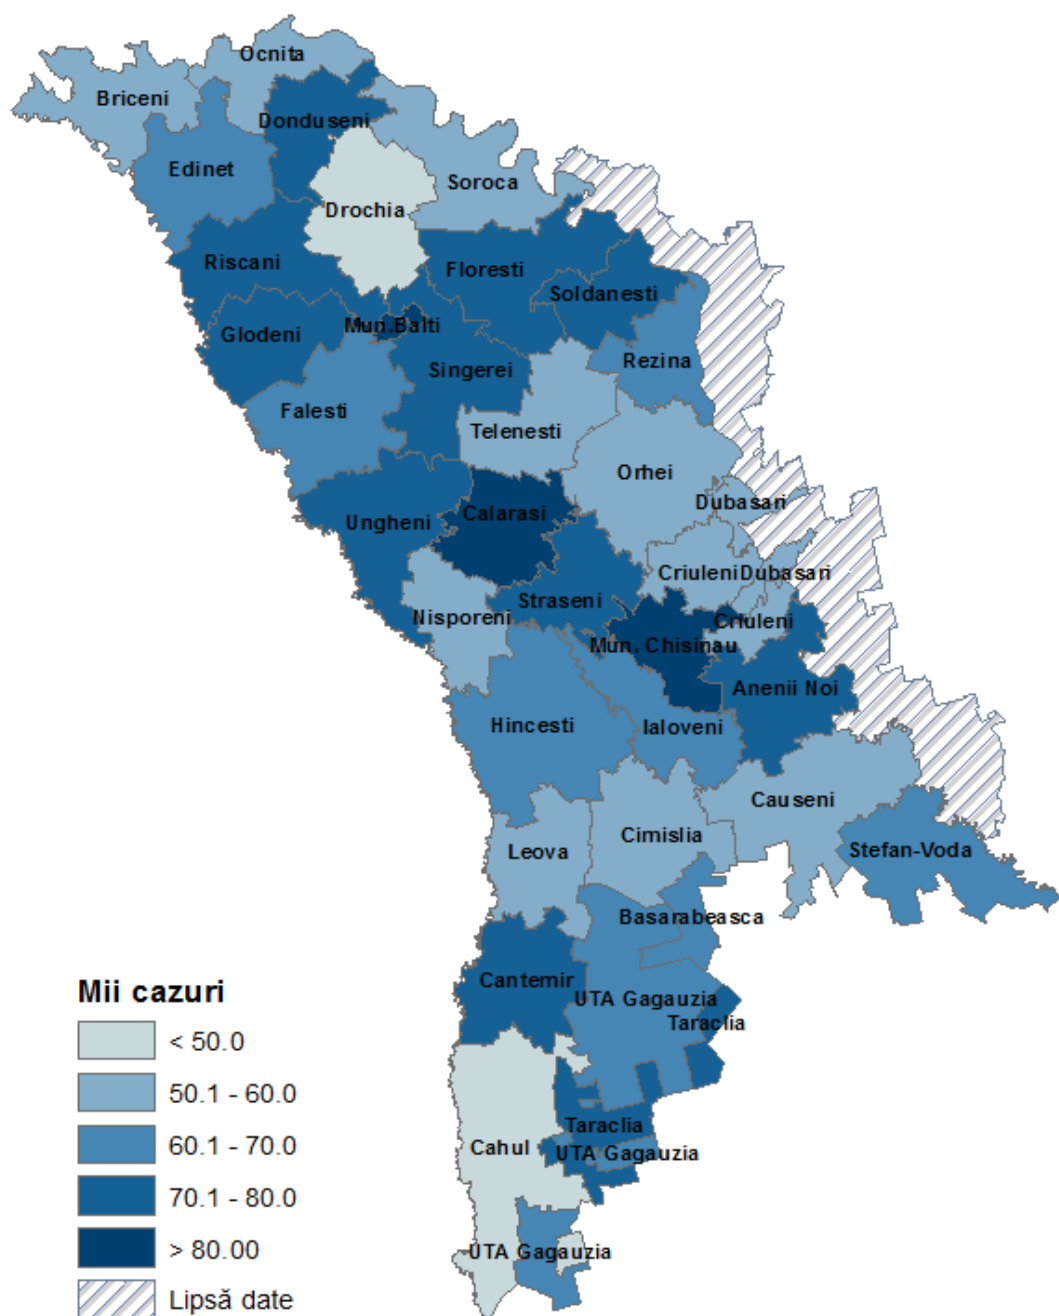 Ocnita
Briceni
Donduseni
Edinet
Soroca
Drochia
Riscani
Floresti
Soldanesti
Mun.Balti
Glodeni
Rezina
Singerei
Falesti
Telenesti
Orhei
Dubasari
Calarasi
Ungheni
Criuleni
Dubasari
Straseni
Nisporeni
Criuleni
Mun. Chisinau
Anenii Noi
Hincesti
Ialoveni
Causeni
Cimislia
Leova
Stefan-Voda
Basarabeasca
Cantemir
UTA Gagauzia
Taraclia
Taraclia
Cahul
UTA Gagauzia
UTA Gagauzia
Mii cazuri
< 50.0
50.1 - 60.0
60.1 - 70.0
70.1 - 80.0
> 80.00
Lipsă date